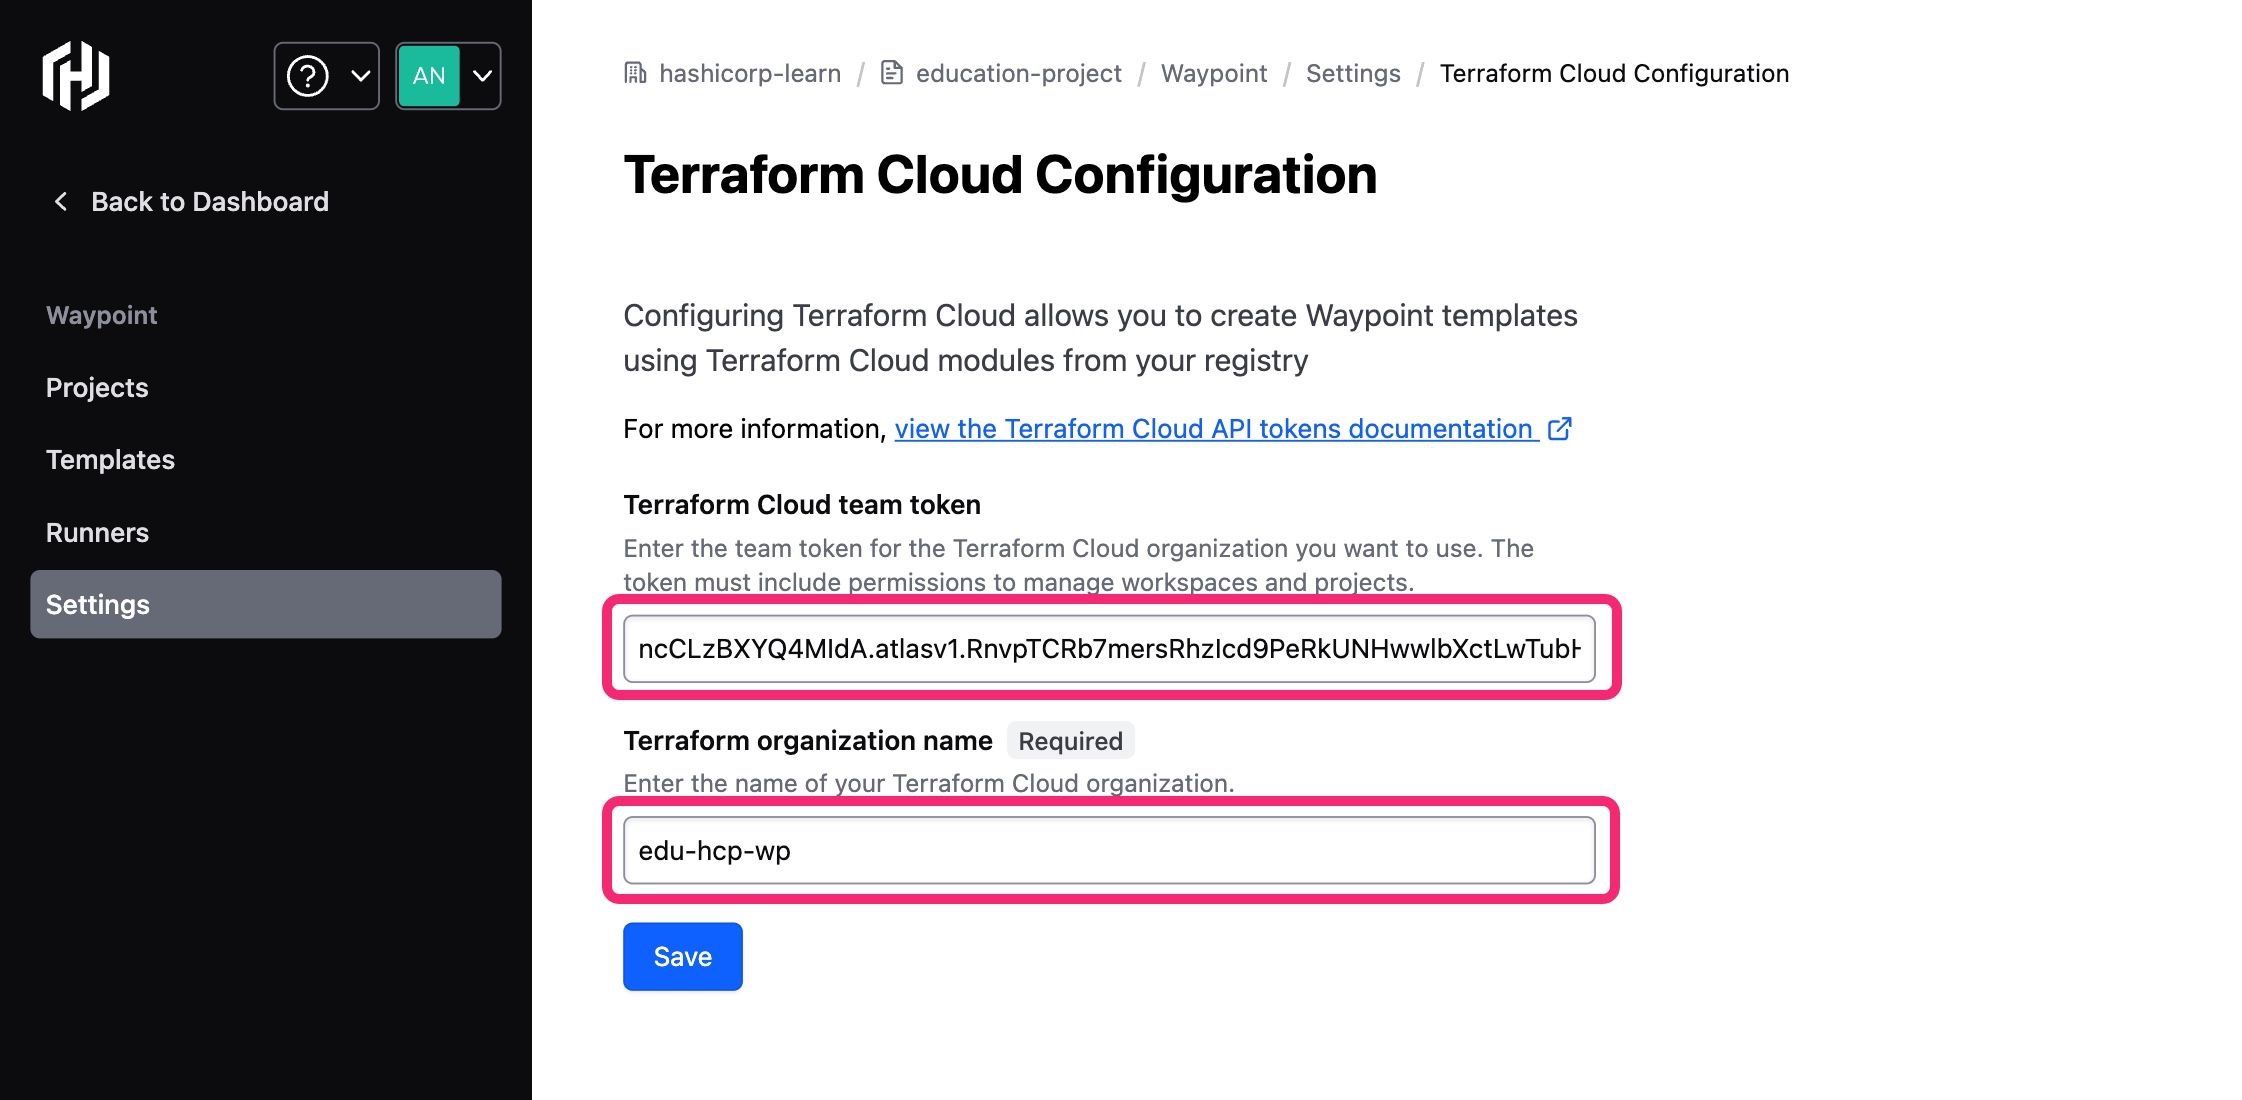 AN
Back to Dashboard
Waypoint
Projects
Templates
Runners
Settings
hashicorp-learn / education-project / Waypoint / Settings / Terraform Cloud Configuration
Terraform Cloud Configuration
Configuring Terraform Cloud allows you to create Waypoint templates
using Terraform Cloud modules from your registry
For more information, view the Terraform Cloud API tokens documentation
Terraform Cloud team token
Enter the team token for the Terraform Cloud organization you want to use. The
token must include permissions to manage workspaces and projects.
Terraform organization name Required
Enter the name of your Terraform Cloud organization.
edu-hcp-wp
Save